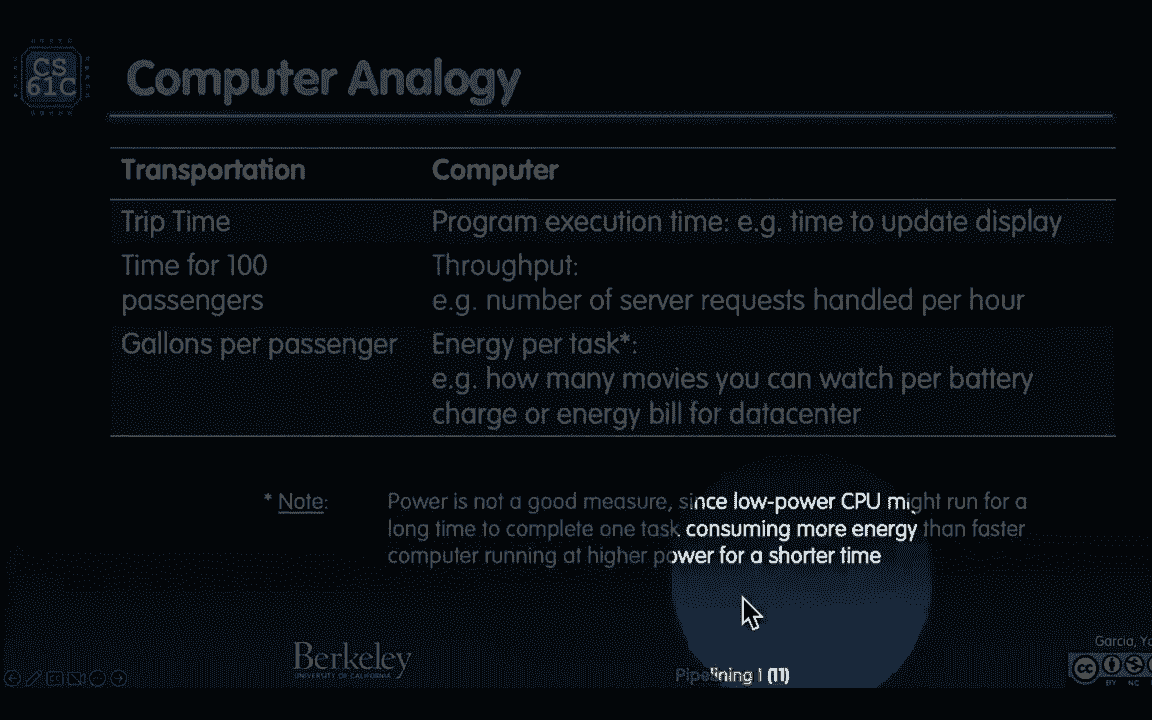 CS
61C
Computer Analogy
Transportation Computer
Trip Time Program execution time: e.g. time to update display
Time for 100 Throughput:
passengers e.g. number of server requests handled per hour
Gallons per passenger Energy per task*:
e.g. how many movies you can watch per battery
charge or energy bill for datacenter
* Note: Power is not a good measure, since low-power CPU might run for a
long time to complete one task consuming more energy than faster
computer running at higher power for a shorter time
Berkeley
UNIVERSITY OF CALIFORNIA
Pipelining I (11)
Garcia,
cc
BY NC